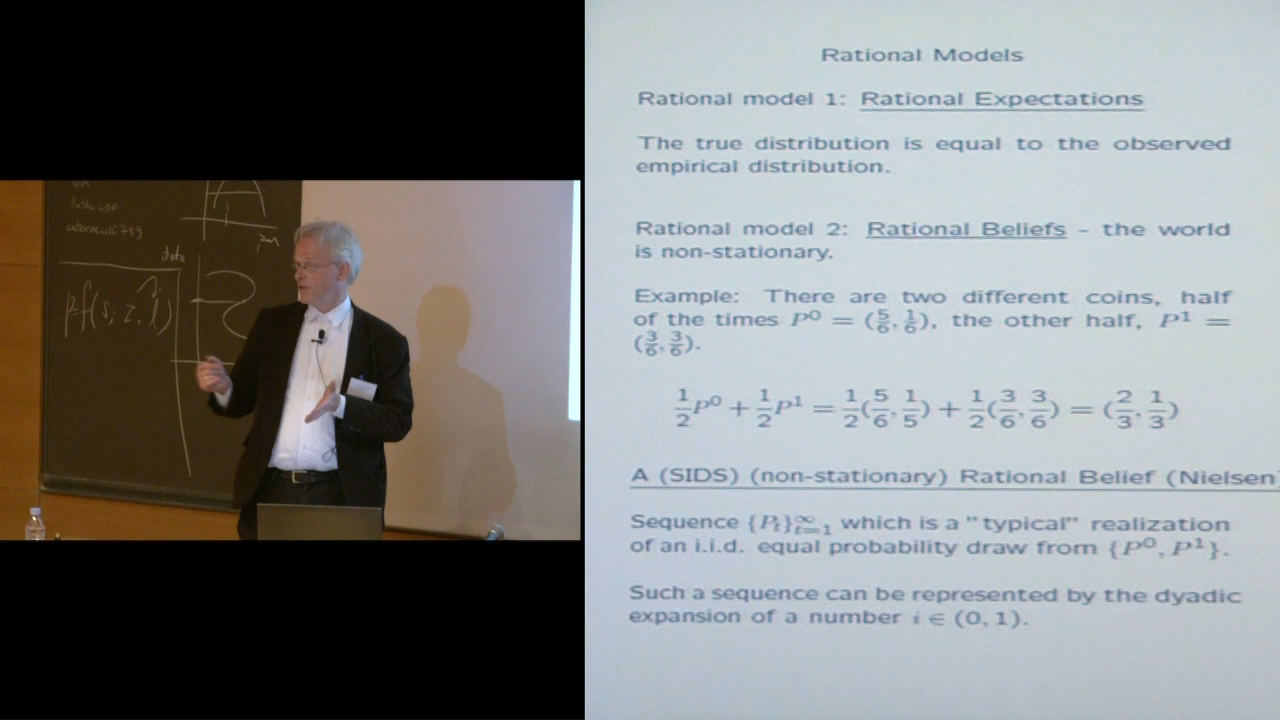 p=f(s, z, l)
Rational Models
Rational model 1: Rational Expectations
The true distribution is equal to the observed
empirical distribution.
Rational model 2: Rational Beliefs - the world
is non-stationary.
Example: There are two different coins, half
of the times P⁰ = (5/6, 1/6), the other half, P¹ =
(3/6, 3/6).
1/2 P⁰ + 1/2 P¹ = 1/2(5/6, 1/5) + 1/2(3/6, 3/6) = (2/3, 1/3)
A (SIDS) (non-stationary) Rational Belief (Nielsen)
Sequence {Pₜ}∞ₜ₌₁ which is a "typical" realization
of an i.i.d. equal probability draw from {P⁰, P¹}.
Such a sequence can be represented by the dyadic
expansion of a number i ∈ (0, 1).